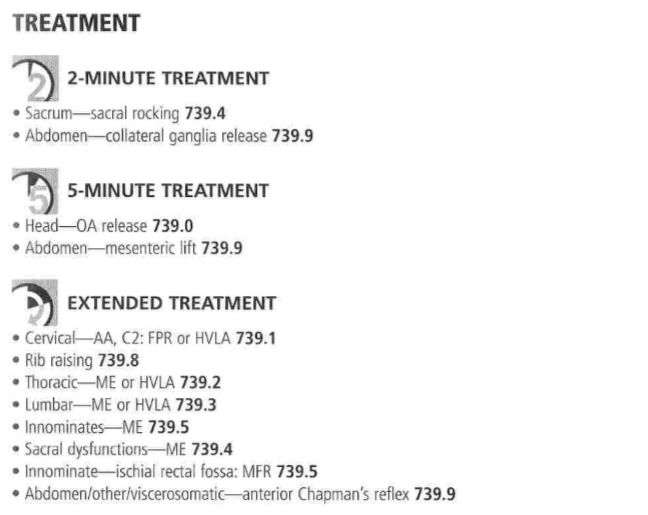 TREATMENT
2
2-MINUTE TREATMENT
• Sacrum—sacral rocking 739.4
• Abdomen—collateral ganglia release 739.9
5
5-MINUTE TREATMENT
• Head—OA release 739.0
• Abdomen—mesenteric lift 739.9
EXTENDED TREATMENT
• Cervical—AA, C2: FPR or HVLA 739.1
• Rib raising 739.8
• Thoracic—ME or HVLA 739.2
• Lumbar—ME or HVLA 739.3
• Innominates—ME 739.5
• Sacral dysfunctions—ME 739.4
• Innominate—ischial rectal fossa: MFR 739.5
• Abdomen/other/viscerosomatic—anterior Chapman's reflex 739.9